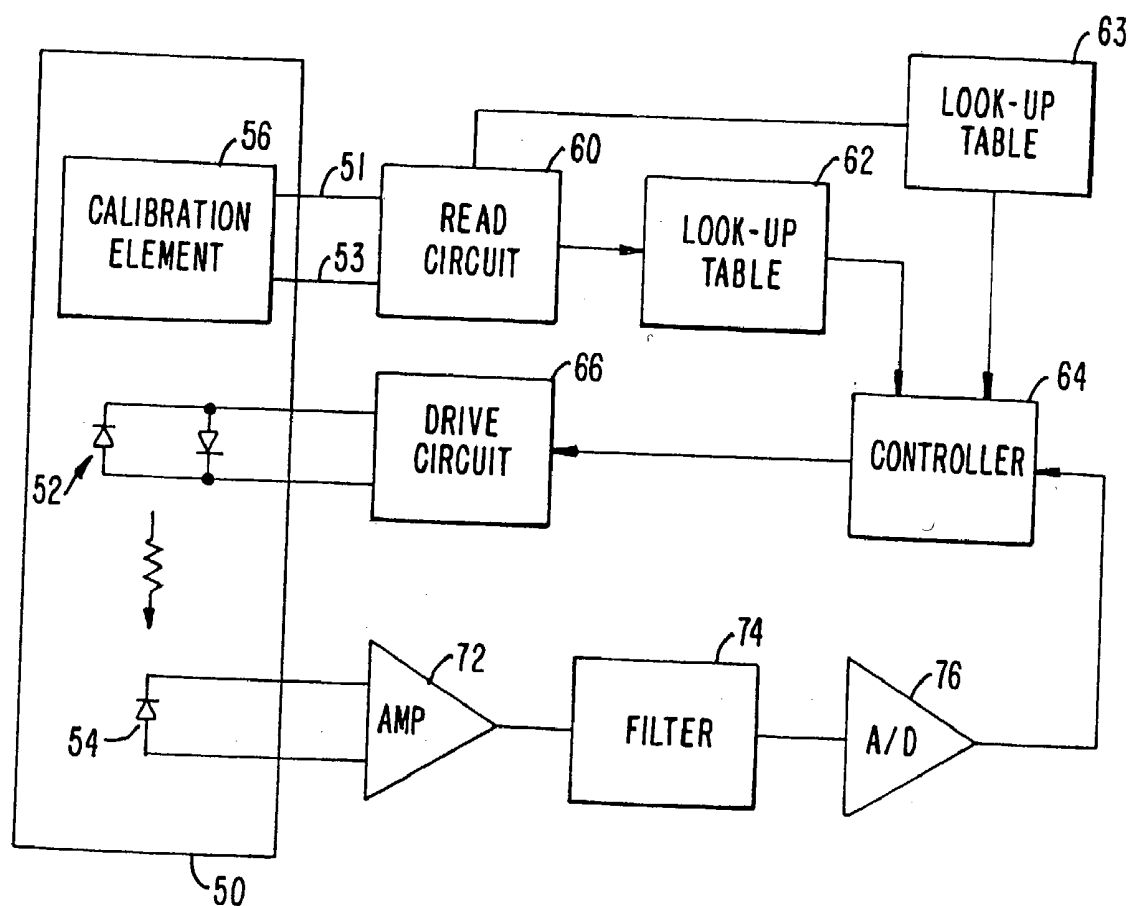 63
LOOK-UP
TABLE
56
CALIBRATION
ELEMENT
51
53
60
READ
CIRCUIT
62
LOOK-UP
TABLE
66
DRIVE
CIRCUIT
64
CONTROLLER
52
72
AMP
74
FILTER
76
A/D
54
50